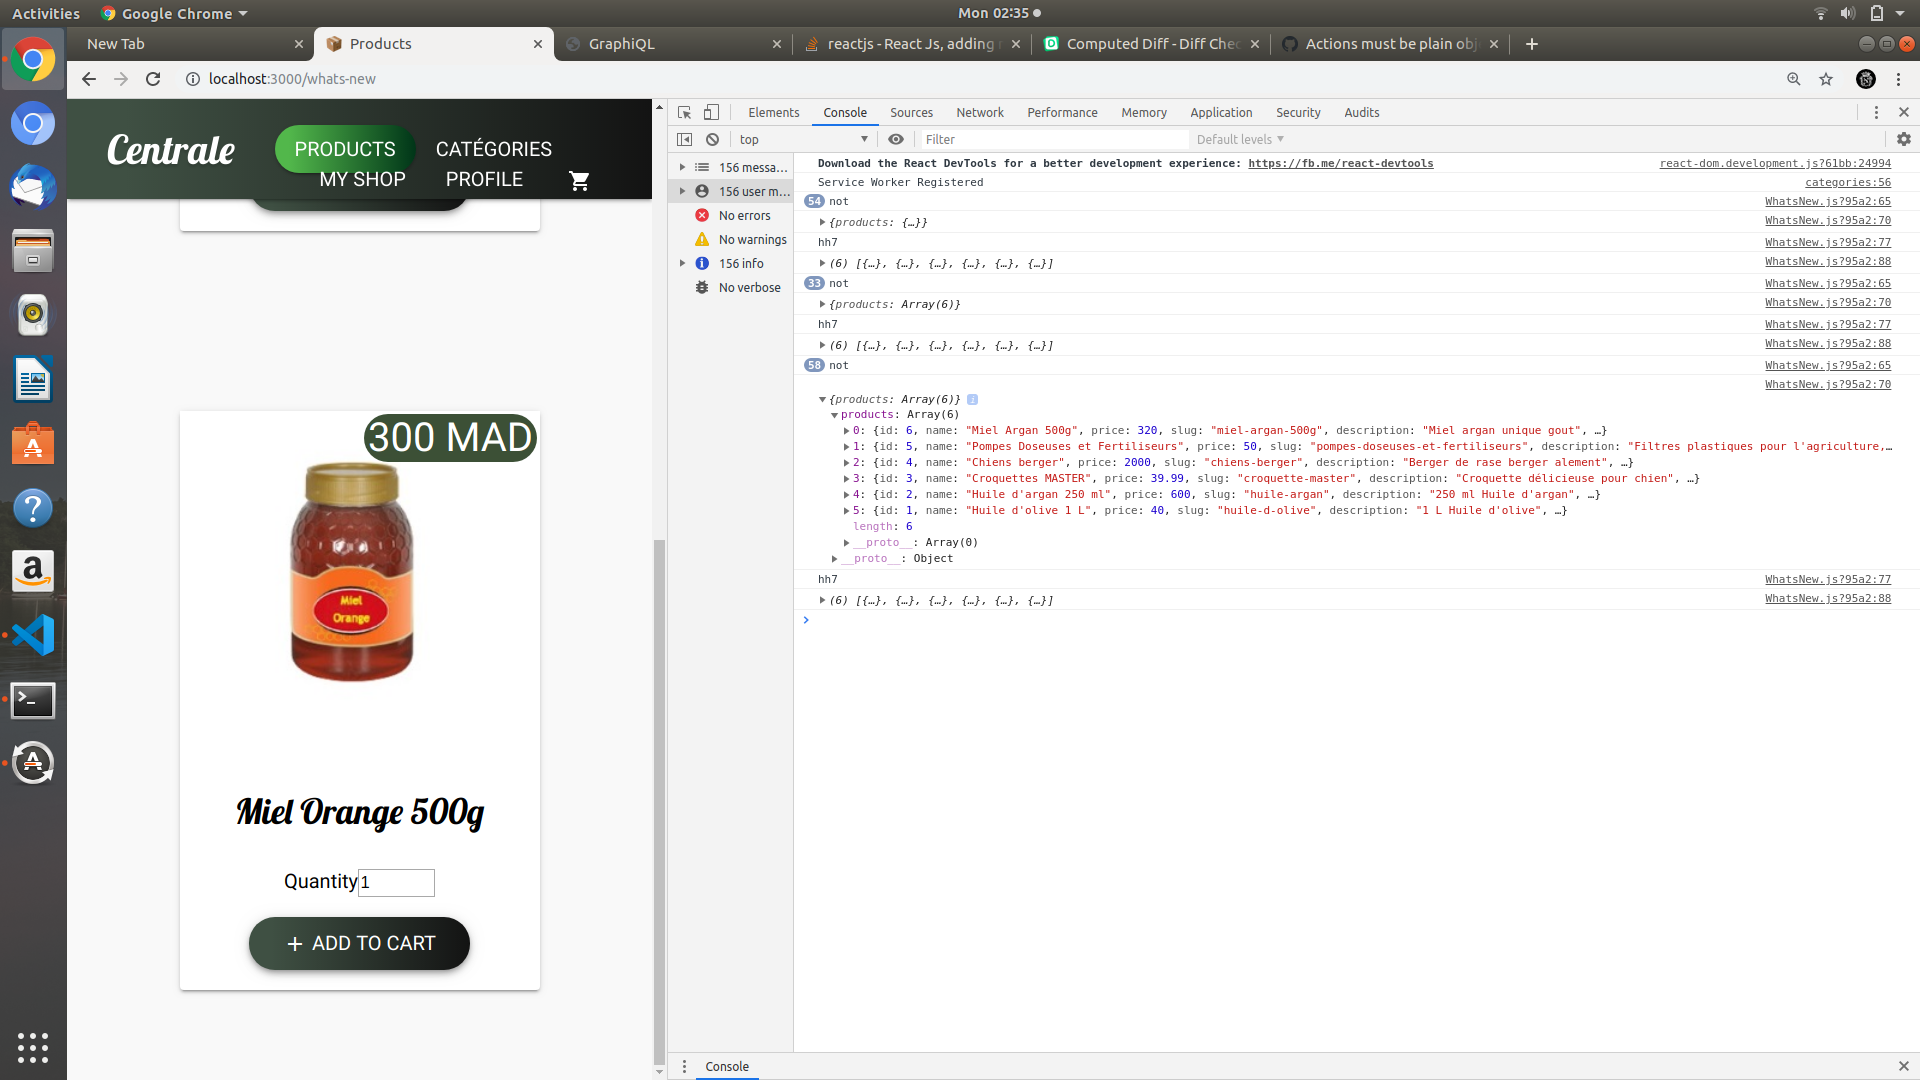 Activities
Google Chrome
Mon 02:35
New Tab
Products
GraphiQL
reactjs - React Js, adding
Computed Diff - Diff Chec
Actions must be plain obj
localhost:3000/whats-new
Centrale
PRODUCTS
CATÉGORIES
MY SHOP
PROFILE
300 MAD
Miel
Orange
Miel Orange 500g
Quantity 1
+ ADD TO CART
Elements Console Sources Network Performance Memory Application Security Audits
top
Filter
Default levels
156 messa...
156 user m...
No errors
No warnings
156 info
No verbose
Download the React DevTools for a better development experience: https://fb.me/react-devtools react-dom.development.js?61bb:24994
Service Worker Registered categories:56
54 not WhatsNew.js?95a2:65
{products: {…}} WhatsNew.js?95a2:70
hh7 WhatsNew.js?95a2:77
(6) [{…}, {…}, {…}, {…}, {…}, {…}] WhatsNew.js?95a2:88
33 not WhatsNew.js?95a2:65
{products: Array(6)} WhatsNew.js?95a2:70
hh7 WhatsNew.js?95a2:77
(6) [{…}, {…}, {…}, {…}, {…}, {…}] WhatsNew.js?95a2:88
58 not WhatsNew.js?95a2:65
WhatsNew.js?95a2:70
{products: Array(6)} i
products: Array(6)
0: {id: 6, name: "Miel Argan 500g", price: 320, slug: "miel-argan-500g", description: "Miel argan unique gout", …}
1: {id: 5, name: "Pompes Doseuses et Fertiliseurs", price: 50, slug: "pompes-doseuses-et-fertiliseurs", description: "Filtres plastiques pour l'agriculture,…
2: {id: 4, name: "Chiens berger", price: 2000, slug: "chiens-berger", description: "Berger de rase berger alement", …}
3: {id: 3, name: "Croquettes MASTER", price: 39.99, slug: "croquette-master", description: "Croquette délicieuse pour chien", …}
4: {id: 2, name: "Huile d'argan 250 ml", price: 600, slug: "huile-argan", description: "250 ml Huile d'argan", …}
5: {id: 1, name: "Huile d'olive 1 L", price: 40, slug: "huile-d-olive", description: "1 L Huile d'olive", …}
length: 6
__proto__: Array(0)
__proto__: Object
hh7 WhatsNew.js?95a2:77
(6) [{…}, {…}, {…}, {…}, {…}, {…}] WhatsNew.js?95a2:88
Console